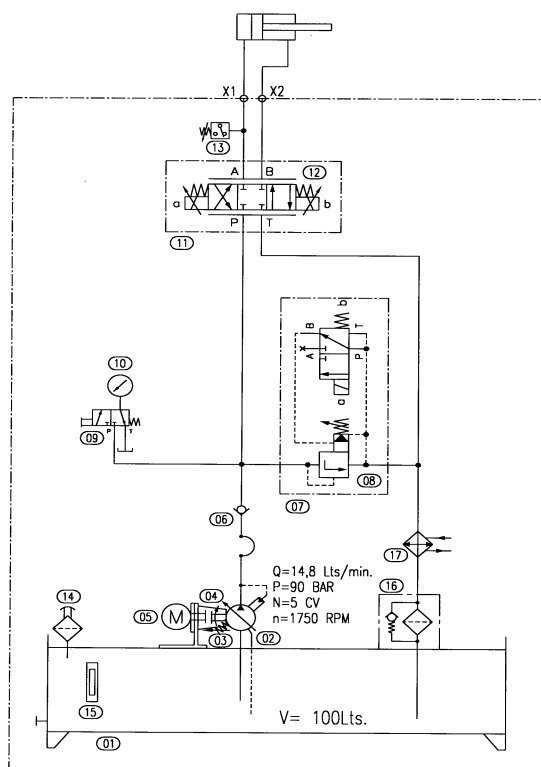 X1 X2
13
A B
12
a b
P T
11
b
B T
A P
a
10
09
P T
07
08
06
17
Q=14,8 Lts/min.
P=90 BAR
N=5 CV
n=1750 RPM
16
14
04
05
M
03
02
15
V= 100Lts.
01